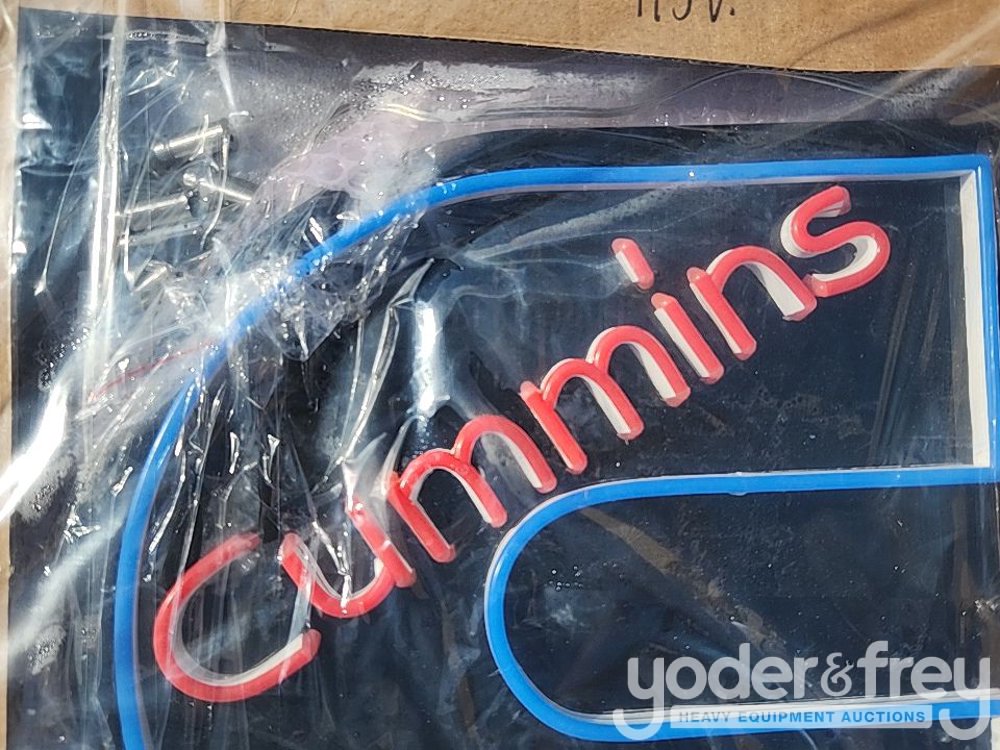 cummins
yoder&frey
HEAVY EQUIPMENT AUCTIONS